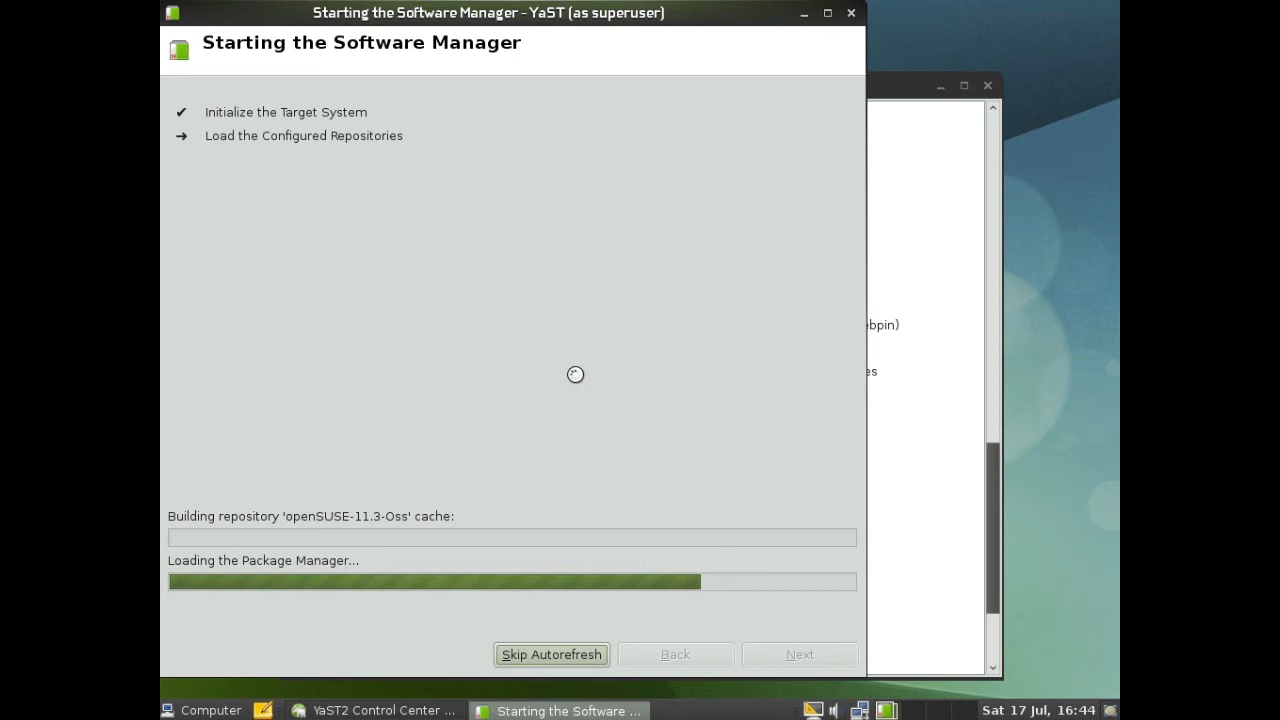 Starting the Software Manager - YaST (as superuser)
Starting the Software Manager
✔ Initialize the Target System
➔ Load the Configured Repositories
ebpin)
es
Building repository 'openSUSE-11.3-Oss' cache:
Loading the Package Manager...
Skip Autorefresh Back Next
Computer YaST2 Control Center ... Starting the Software ... Sat 17 Jul, 16:44